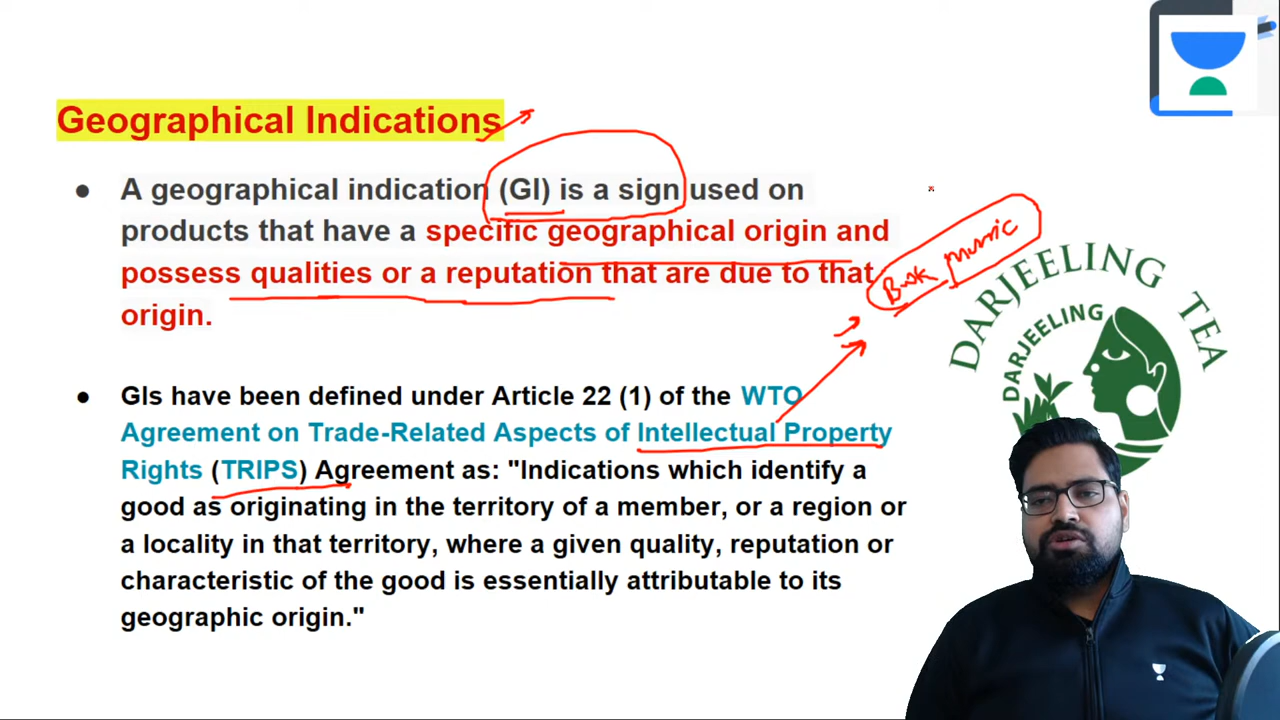 Geographical Indications
● A geographical indication (GI) is a sign used on
products that have a specific geographical origin and
possess qualities or a reputation that are due to that
origin.
Book music
DARJEELING TEA
DARJEELING
● GIs have been defined under Article 22 (1) of the WTO
Agreement on Trade-Related Aspects of Intellectual Property
Rights (TRIPS) Agreement as: "Indications which identify a
good as originating in the territory of a member, or a region or
a locality in that territory, where a given quality, reputation or
characteristic of the good is essentially attributable to its
geographic origin."